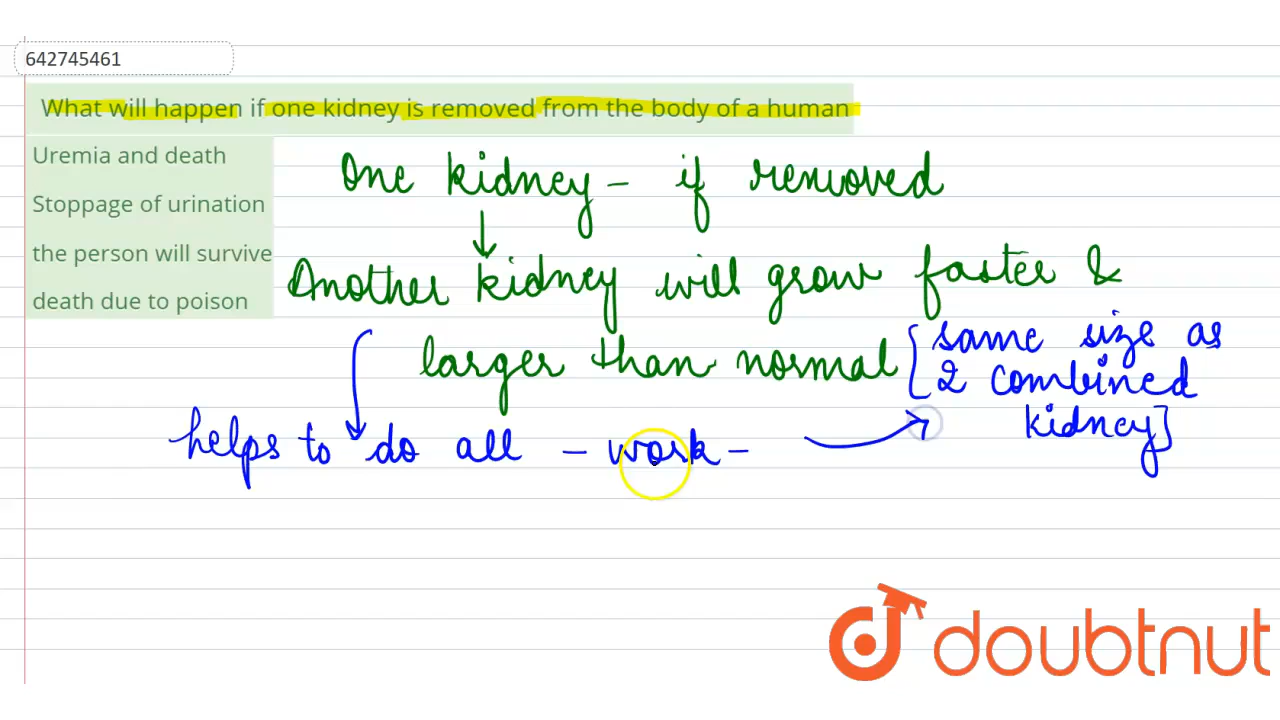 642745461
What will happen if one kidney is removed from the body of a human
Uremia and death
Stoppage of urination
the person will survive
death due to poison
One kidney - if removed
Another kidney will grow faster &
larger than normal [same size as
2 combined
kidney]
helps to do all - work -
doubtnut